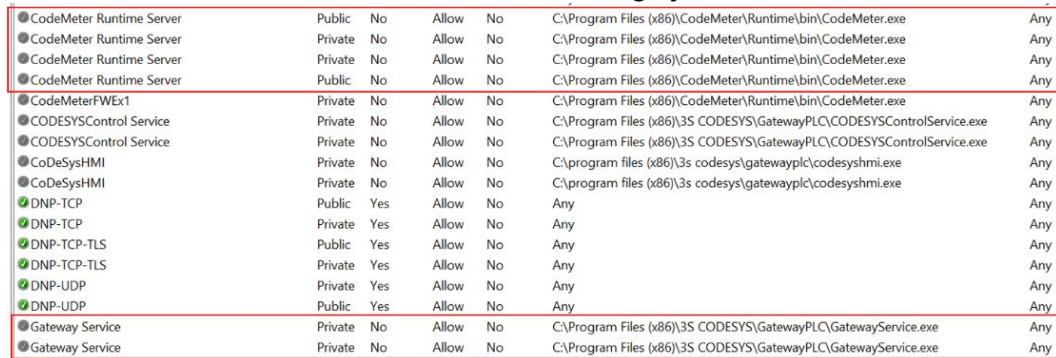 CodeMeter Runtime Server Public No Allow No C:\Program Files (x86)\CodeMeter\Runtime\bin\CodeMeter.exe Any
CodeMeter Runtime Server Private No Allow No C:\Program Files (x86)\CodeMeter\Runtime\bin\CodeMeter.exe Any
CodeMeter Runtime Server Private No Allow No C:\Program Files (x86)\CodeMeter\Runtime\bin\CodeMeter.exe Any
CodeMeter Runtime Server Public No Allow No C:\Program Files (x86)\CodeMeter\Runtime\bin\CodeMeter.exe Any
CodeMeterFWEx1 Private No Allow No C:\Program Files (x86)\CodeMeter\Runtime\bin\CodeMeter.exe Any
CODESYSControl Service Private No Allow No C:\Program Files (x86)\3S CODESYS\GatewayPLC\CODESYSControlService.exe Any
CODESYSControl Service Private No Allow No C:\Program Files (x86)\3S CODESYS\GatewayPLC\CODESYSControlService.exe Any
CoDeSysHMI Private No Allow No C:\program files (x86)\3s codesys\gatewayplc\codesyshmi.exe Any
CoDeSysHMI Private No Allow No C:\program files (x86)\3s codesys\gatewayplc\codesyshmi.exe Any
DNP-TCP Public Yes Allow No Any Any
DNP-TCP Private Yes Allow No Any Any
DNP-TCP-TLS Public Yes Allow No Any Any
DNP-TCP-TLS Private Yes Allow No Any Any
DNP-UDP Private Yes Allow No Any Any
DNP-UDP Public Yes Allow No Any Any
Gateway Service Private No Allow No C:\Program Files (x86)\3S CODESYS\GatewayPLC\GatewayService.exe Any
Gateway Service Private No Allow No C:\Program Files (x86)\3S CODESYS\GatewayPLC\GatewayService.exe Any